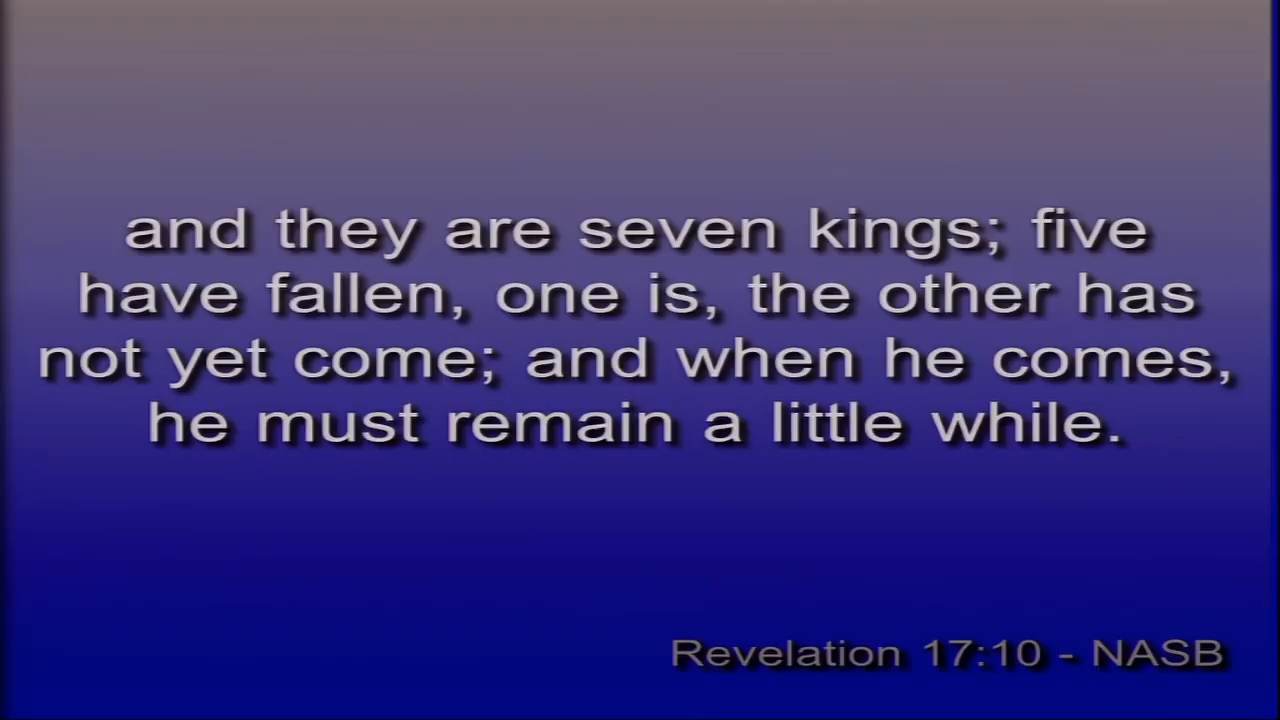 and they are seven kings; five
have fallen, one is, the other has
not yet come; and when he comes,
he must remain a little while.
Revelation 17:10 - NASB